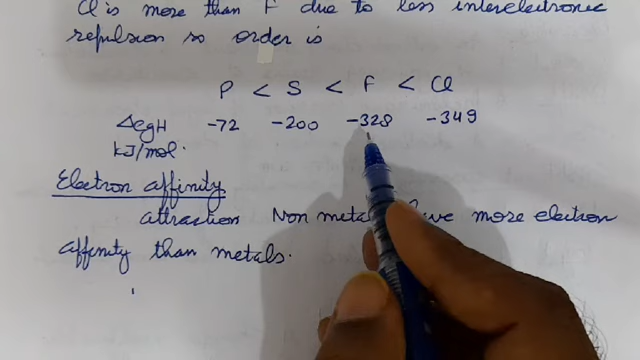 Cl is more than F due to less interelectronic
repulsion so order is
P < S < F < Cl
ΔegH -72 -200 -328 -349
kJ/mol.
Electron affinity
attraction Non metals have more electron
affinity than metals.